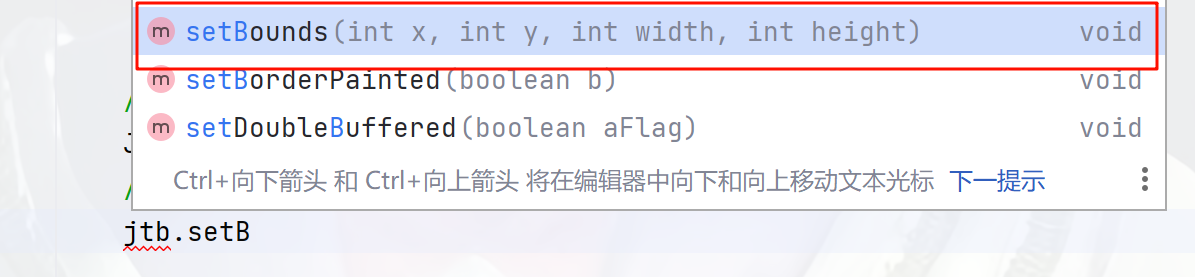 m setBounds(int x, int y, int width, int height) void
m setBorderPainted(boolean b) void
m setDoubleBuffered(boolean aFlag) void
Ctrl+向下箭头 和 Ctrl+向上箭头 将在编辑器中向下和向上移动文本光标 下一提示
jtb.setB